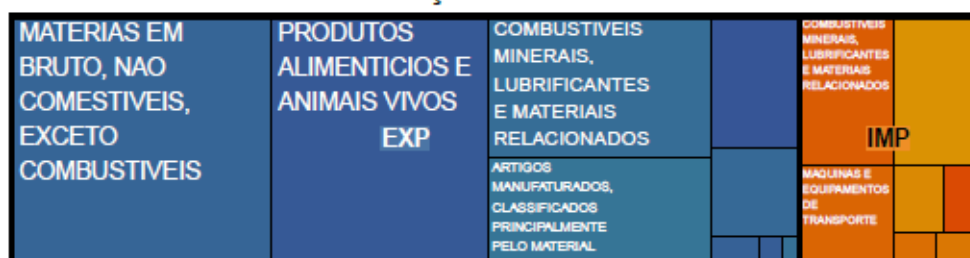 MATERIAS EM
BRUTO, NAO
COMESTIVEIS,
EXCETO
COMBUSTIVEIS
PRODUTOS
ALIMENTICIOS E
ANIMAIS VIVOS
EXP
COMBUSTIVEIS
MINERAIS,
LUBRIFICANTES
E MATERIAIS
RELACIONADOS
ARTIGOS
MANUFATURADOS,
CLASSIFICADOS
PRINCIPALMENTE
PELO MATERIAL
COMBUSTIVEIS
MINERAIS,
LUBRIFICANTES
E MATERIAIS
RELACIONADOS
IMP
MAQUINAS E
EQUIPAMENTOS
DE
TRANSPORTE